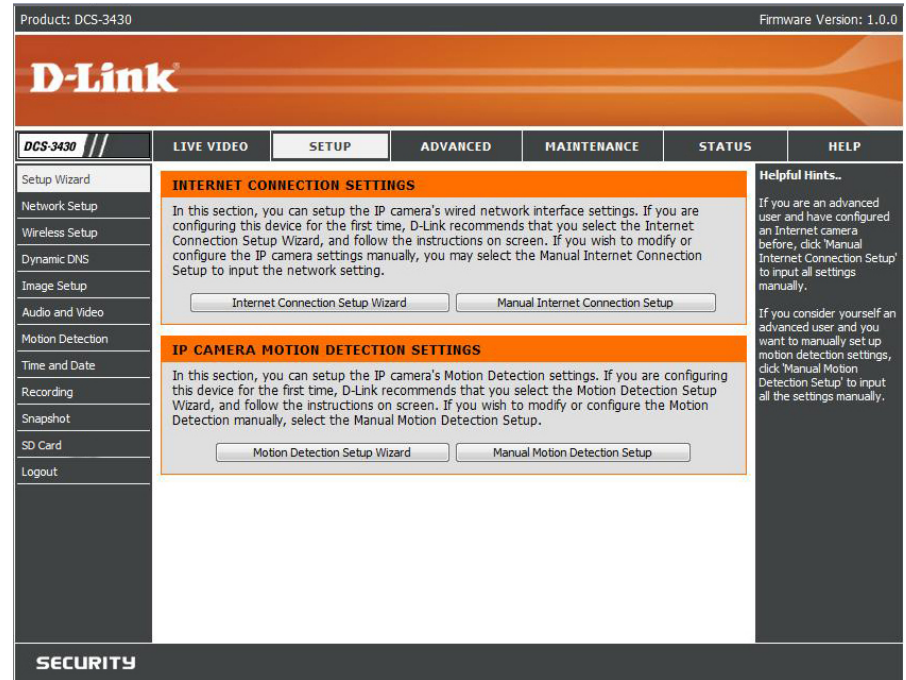 Product: DCS-3430
Firmware Version: 1.0.0
D-Link
DCS-3430
LIVE VIDEO
SETUP
ADVANCED
MAINTENANCE
STATUS
HELP
Setup Wizard
Network Setup
Wireless Setup
Dynamic DNS
Image Setup
Audio and Video
Motion Detection
Time and Date
Recording
Snapshot
SD Card
Logout
INTERNET CONNECTION SETTINGS
In this section, you can setup the IP camera's wired network interface settings. If you are
configuring this device for the first time, D-Link recommends that you select the Internet
Connection Setup Wizard, and follow the instructions on screen. If you wish to modify or
configure the IP camera settings manually, you may select the Manual Internet Connection
Setup to input the network setting.
Internet Connection Setup Wizard
Manual Internet Connection Setup
IP CAMERA MOTION DETECTION SETTINGS
In this section, you can setup the IP camera's Motion Detection settings. If you are configuring
this device for the first time, D-Link recommends that you select the Motion Detection Setup
Wizard, and follow the instructions on screen. If you wish to modify or configure the Motion
Detection manually, select the Manual Motion Detection Setup.
Motion Detection Setup Wizard
Manual Motion Detection Setup
Helpful Hints..
If you are an advanced
user and have configured
an Internet camera
before, click 'Manual
Internet Connection Setup'
to input all settings
manually.
If you consider yourself an
advanced user and you
want to manually set up
motion detection settings,
click 'Manual Motion
Detection Setup' to input
all the settings manually.
SECURITY